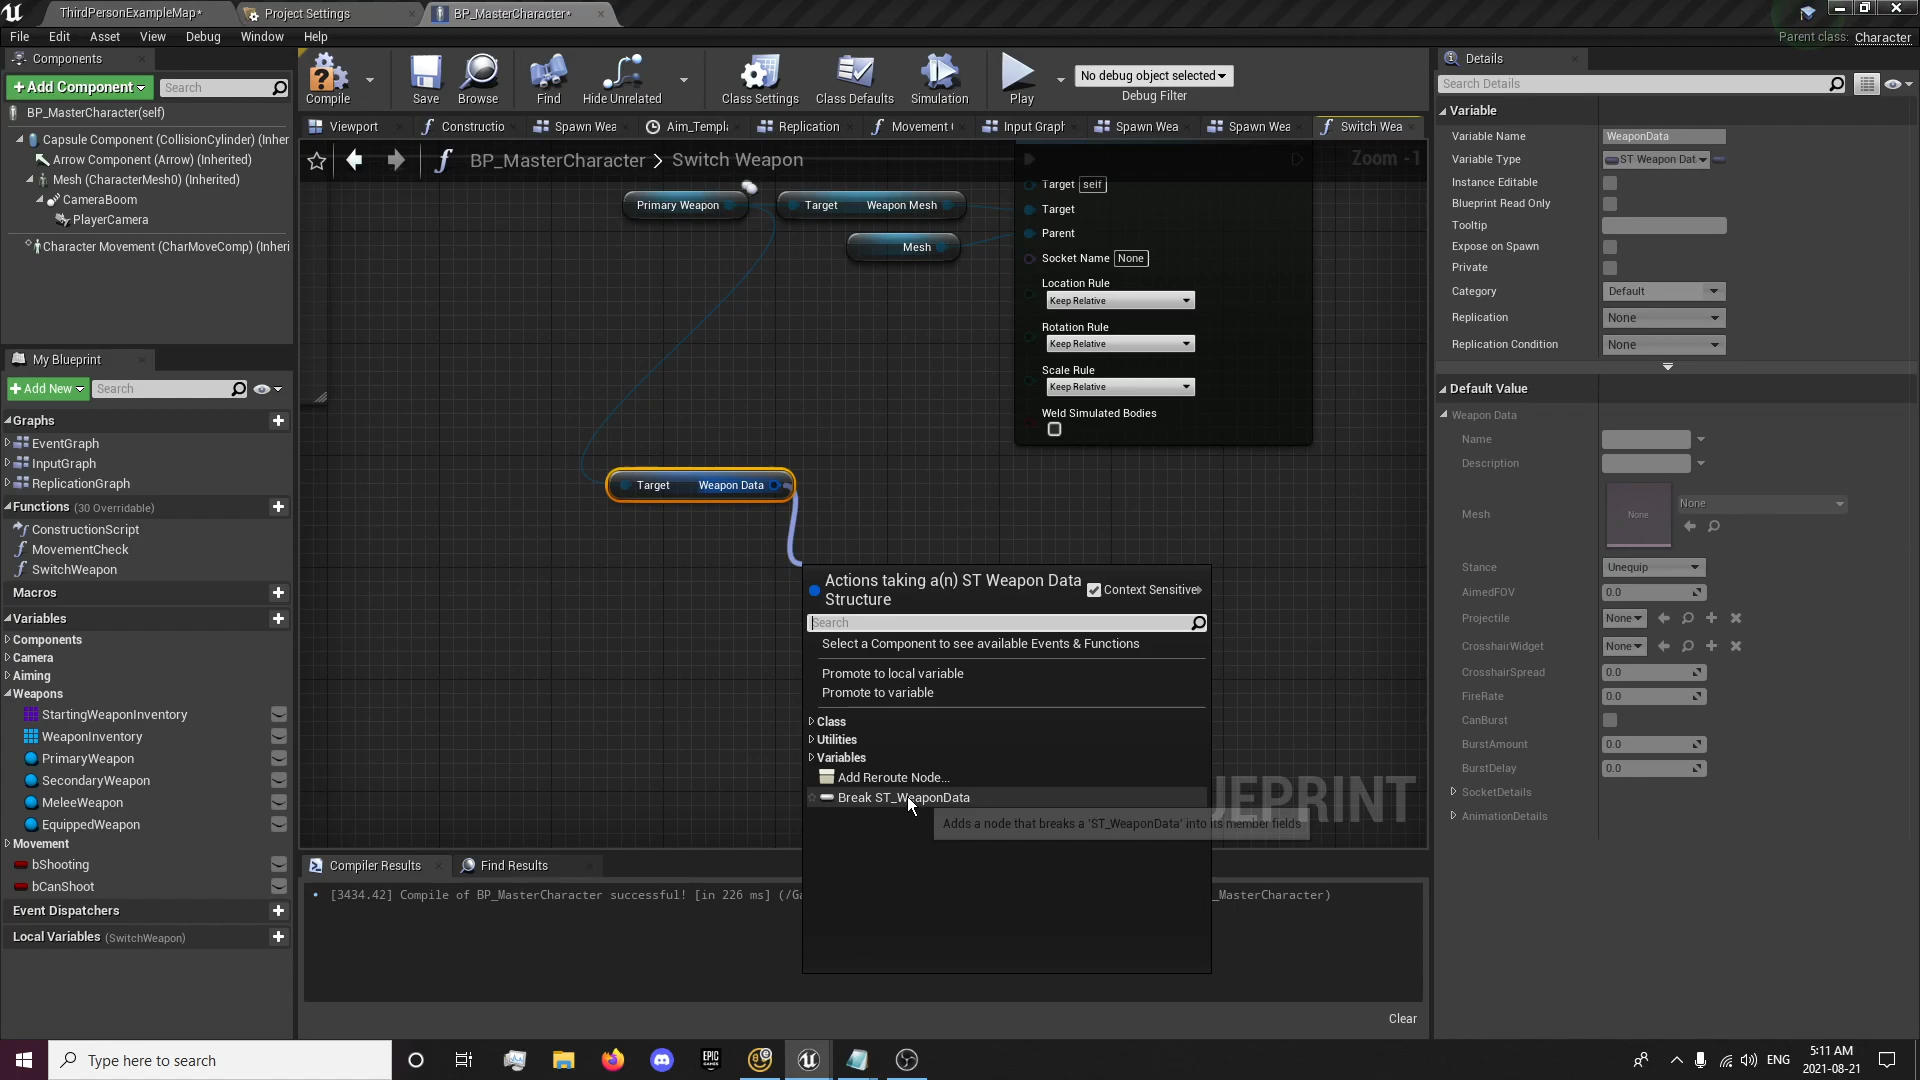 ThirdPersonExampleMap*
Project Settings
BP_MasterCharacter*
File Edit Asset View Debug Window Help
Parent class: Character
Components
+ Add Component
Search
BP_MasterCharacter(self)
Capsule Component (CollisionCylinder) (Inher
Arrow Component (Arrow) (Inherited)
Mesh (CharacterMesh0) (Inherited)
CameraBoom
PlayerCamera
Character Movement (CharMoveComp) (Inheri
Compile
Save
Browse
Find
Hide Unrelated
Class Settings
Class Defaults
Simulation
Play
No debug object selected
Debug Filter
Viewport
Constructio
Spawn Wea
Aim_Templ
Replication
Movement (
Input Graph
Spawn Wea
Spawn Wea
Switch Wea
BP_MasterCharacter > Switch Weapon
Zoom -1
Primary Weapon
Target Weapon Mesh
Mesh
Target self
Target
Parent
Socket Name None
Location Rule
Keep Relative
Rotation Rule
Keep Relative
Scale Rule
Keep Relative
Weld Simulated Bodies
Target Weapon Data
Actions taking a(n) ST Weapon Data
Structure
Context Sensitive
Search
Select a Component to see available Events & Functions
Promote to local variable
Promote to variable
Class
Utilities
Variables
Add Reroute Node...
Break ST_WeaponData
Adds a node that breaks a 'ST_WeaponData' into its member fields
UEPRINT
My Blueprint
+ Add New
Search
Graphs
EventGraph
InputGraph
ReplicationGraph
Functions (30 Overridable)
ConstructionScript
MovementCheck
SwitchWeapon
Macros
Variables
Components
Camera
Aiming
Weapons
StartingWeaponInventory
WeaponInventory
PrimaryWeapon
SecondaryWeapon
MeleeWeapon
EquippedWeapon
Movement
bShooting
bCanShoot
Event Dispatchers
Local Variables (SwitchWeapon)
Compiler Results
Find Results
[3434.42] Compile of BP_MasterCharacter successful! [in 226 ms] (/Ga
_MasterCharacter)
Clear
Details
Search Details
Variable
Variable Name WeaponData
Variable Type ST Weapon Dat
Instance Editable
Blueprint Read Only
Tooltip
Expose on Spawn
Private
Category Default
Replication None
Replication Condition None
Default Value
Weapon Data
Name
Description
Mesh None None
Stance Unequip
AimedFOV 0.0
Projectile None
CrosshairWidget None
CrosshairSpread 0.0
FireRate 0.0
CanBurst
BurstAmount 0.0
BurstDelay 0.0
SocketDetails
AnimationDetails
Type here to search
EPIC
ENG
5:11 AM
2021-08-21